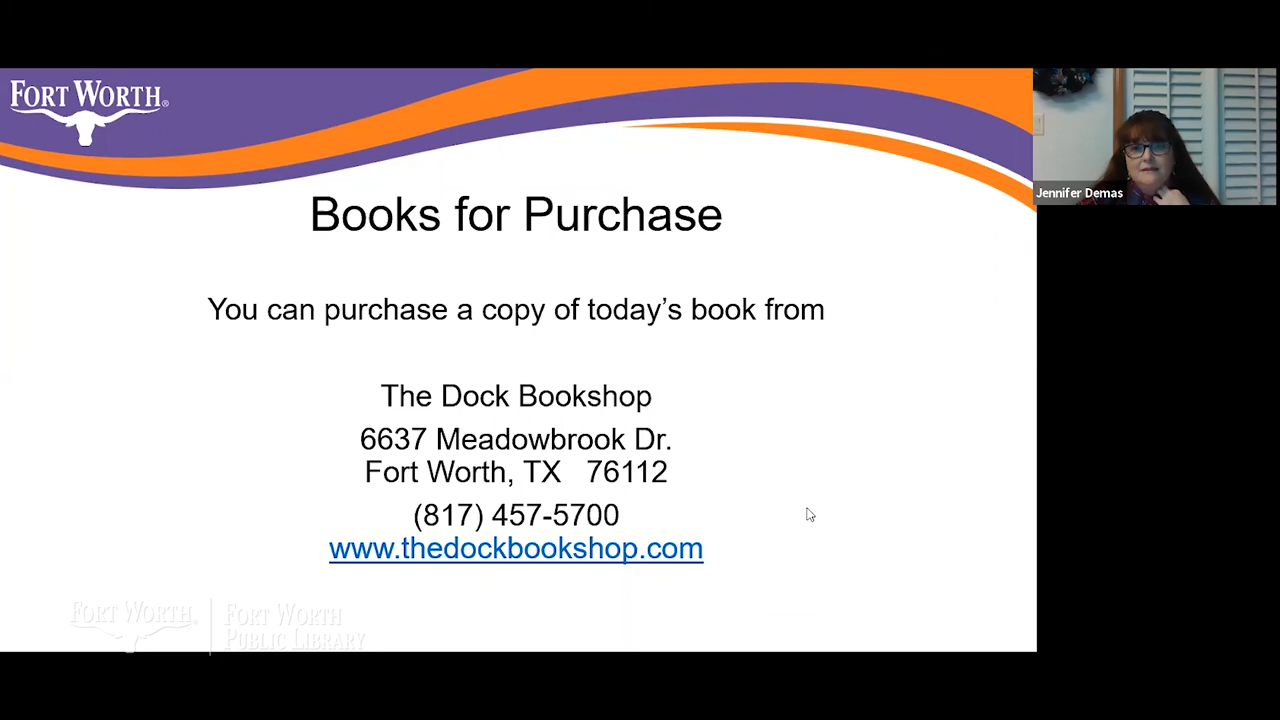 FORT WORTH®
Jennifer Demas
Books for Purchase
You can purchase a copy of today's book from
The Dock Bookshop
6637 Meadowbrook Dr.
Fort Worth, TX 76112
(817) 457-5700
www.thedockbookshop.com
FORT WORTH®
FORT WORTH
PUBLIC LIBRARY